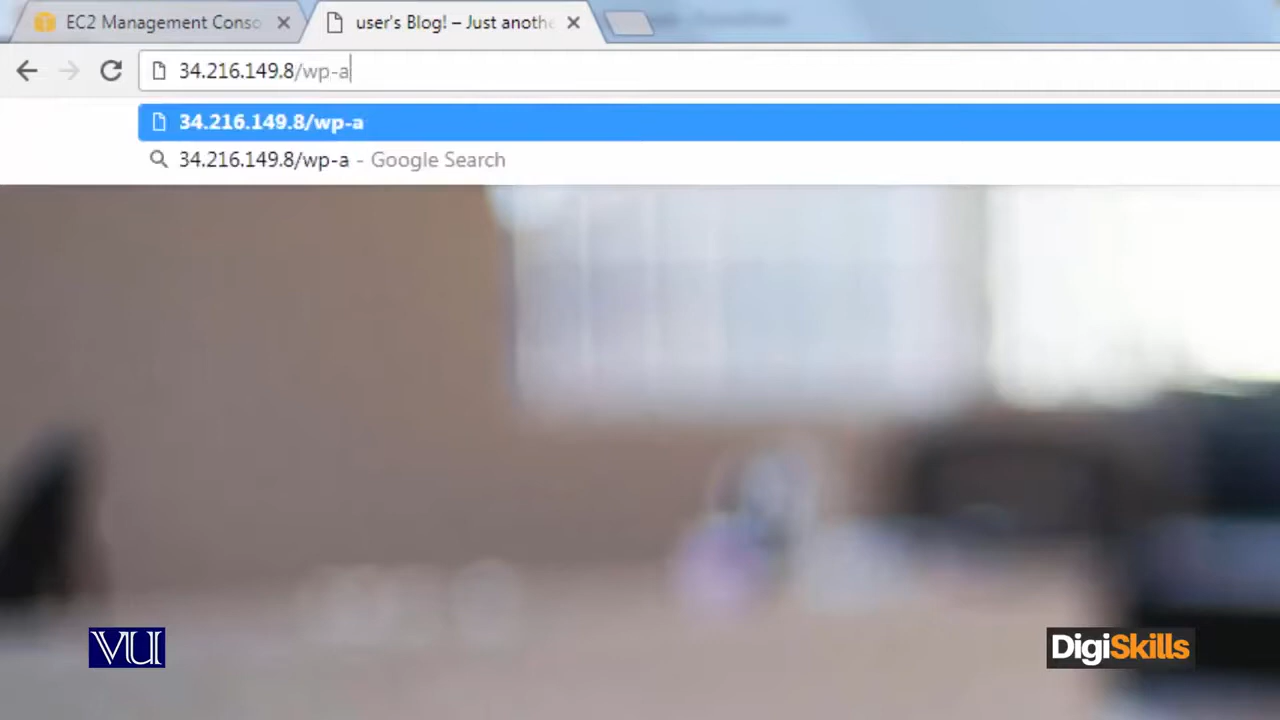 EC2 Management Conso
user's Blog! – Just anothe
34.216.149.8/wp-a
34.216.149.8/wp-a
34.216.149.8/wp-a - Google Search
VU
DigiSkills